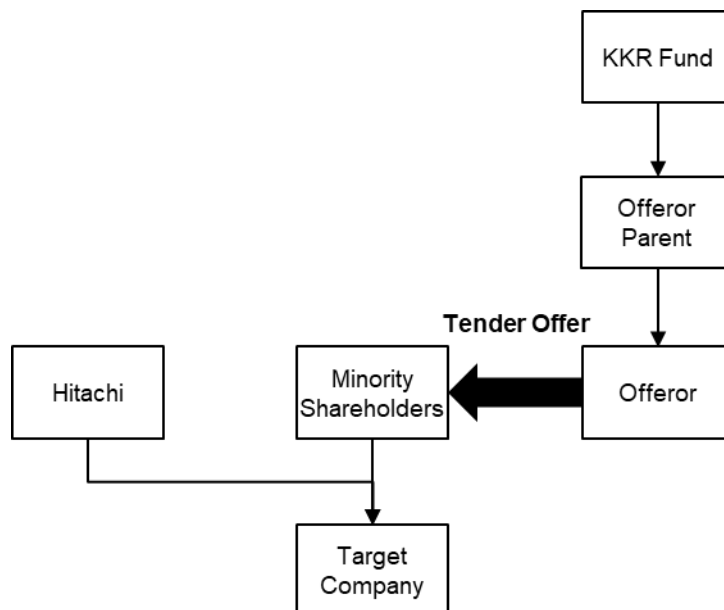 KKR Fund
Offeror
Parent
Tender Offer
Hitachi
Minority
Shareholders
Offeror
Target
Company